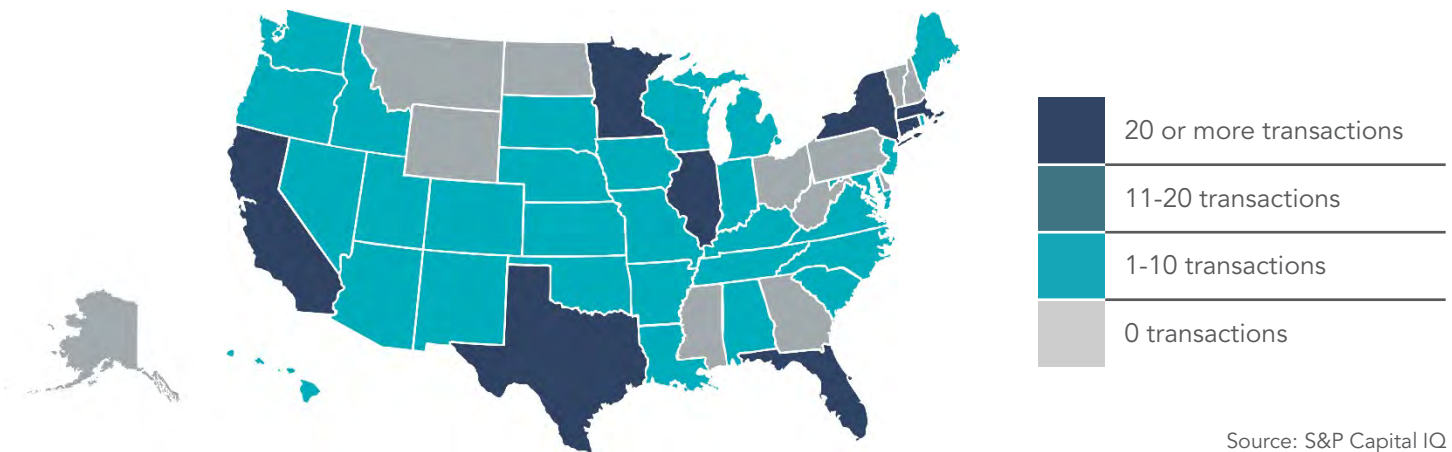 20 or more transactions
11-20 transactions
1-10 transactions
0 transactions
Source: S&P Capital IQ